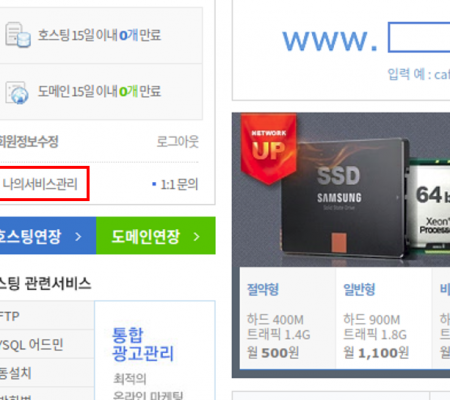 호스팅 15일 이내 0개 만료
도메인 15일 이내 0개 만료
회원정보수정
로그아웃
나의서비스관리
1:1 문의
호스팅연장 >
도메인연장 >
스팅 관련서비스
FTP
YSQL 어드민
동설치
통합
광고관리
최적의
온라인 마케팅
www.
입력 예 : caf
NETWORK
UP
SSD
SAMSUNG
64 b
Xeon
Processo
절약형
하드 400M
트래픽 1.4G
월 500원
일반형
하드 900M
트래픽 1.8G
월 1,100원
비
하드
트래
월